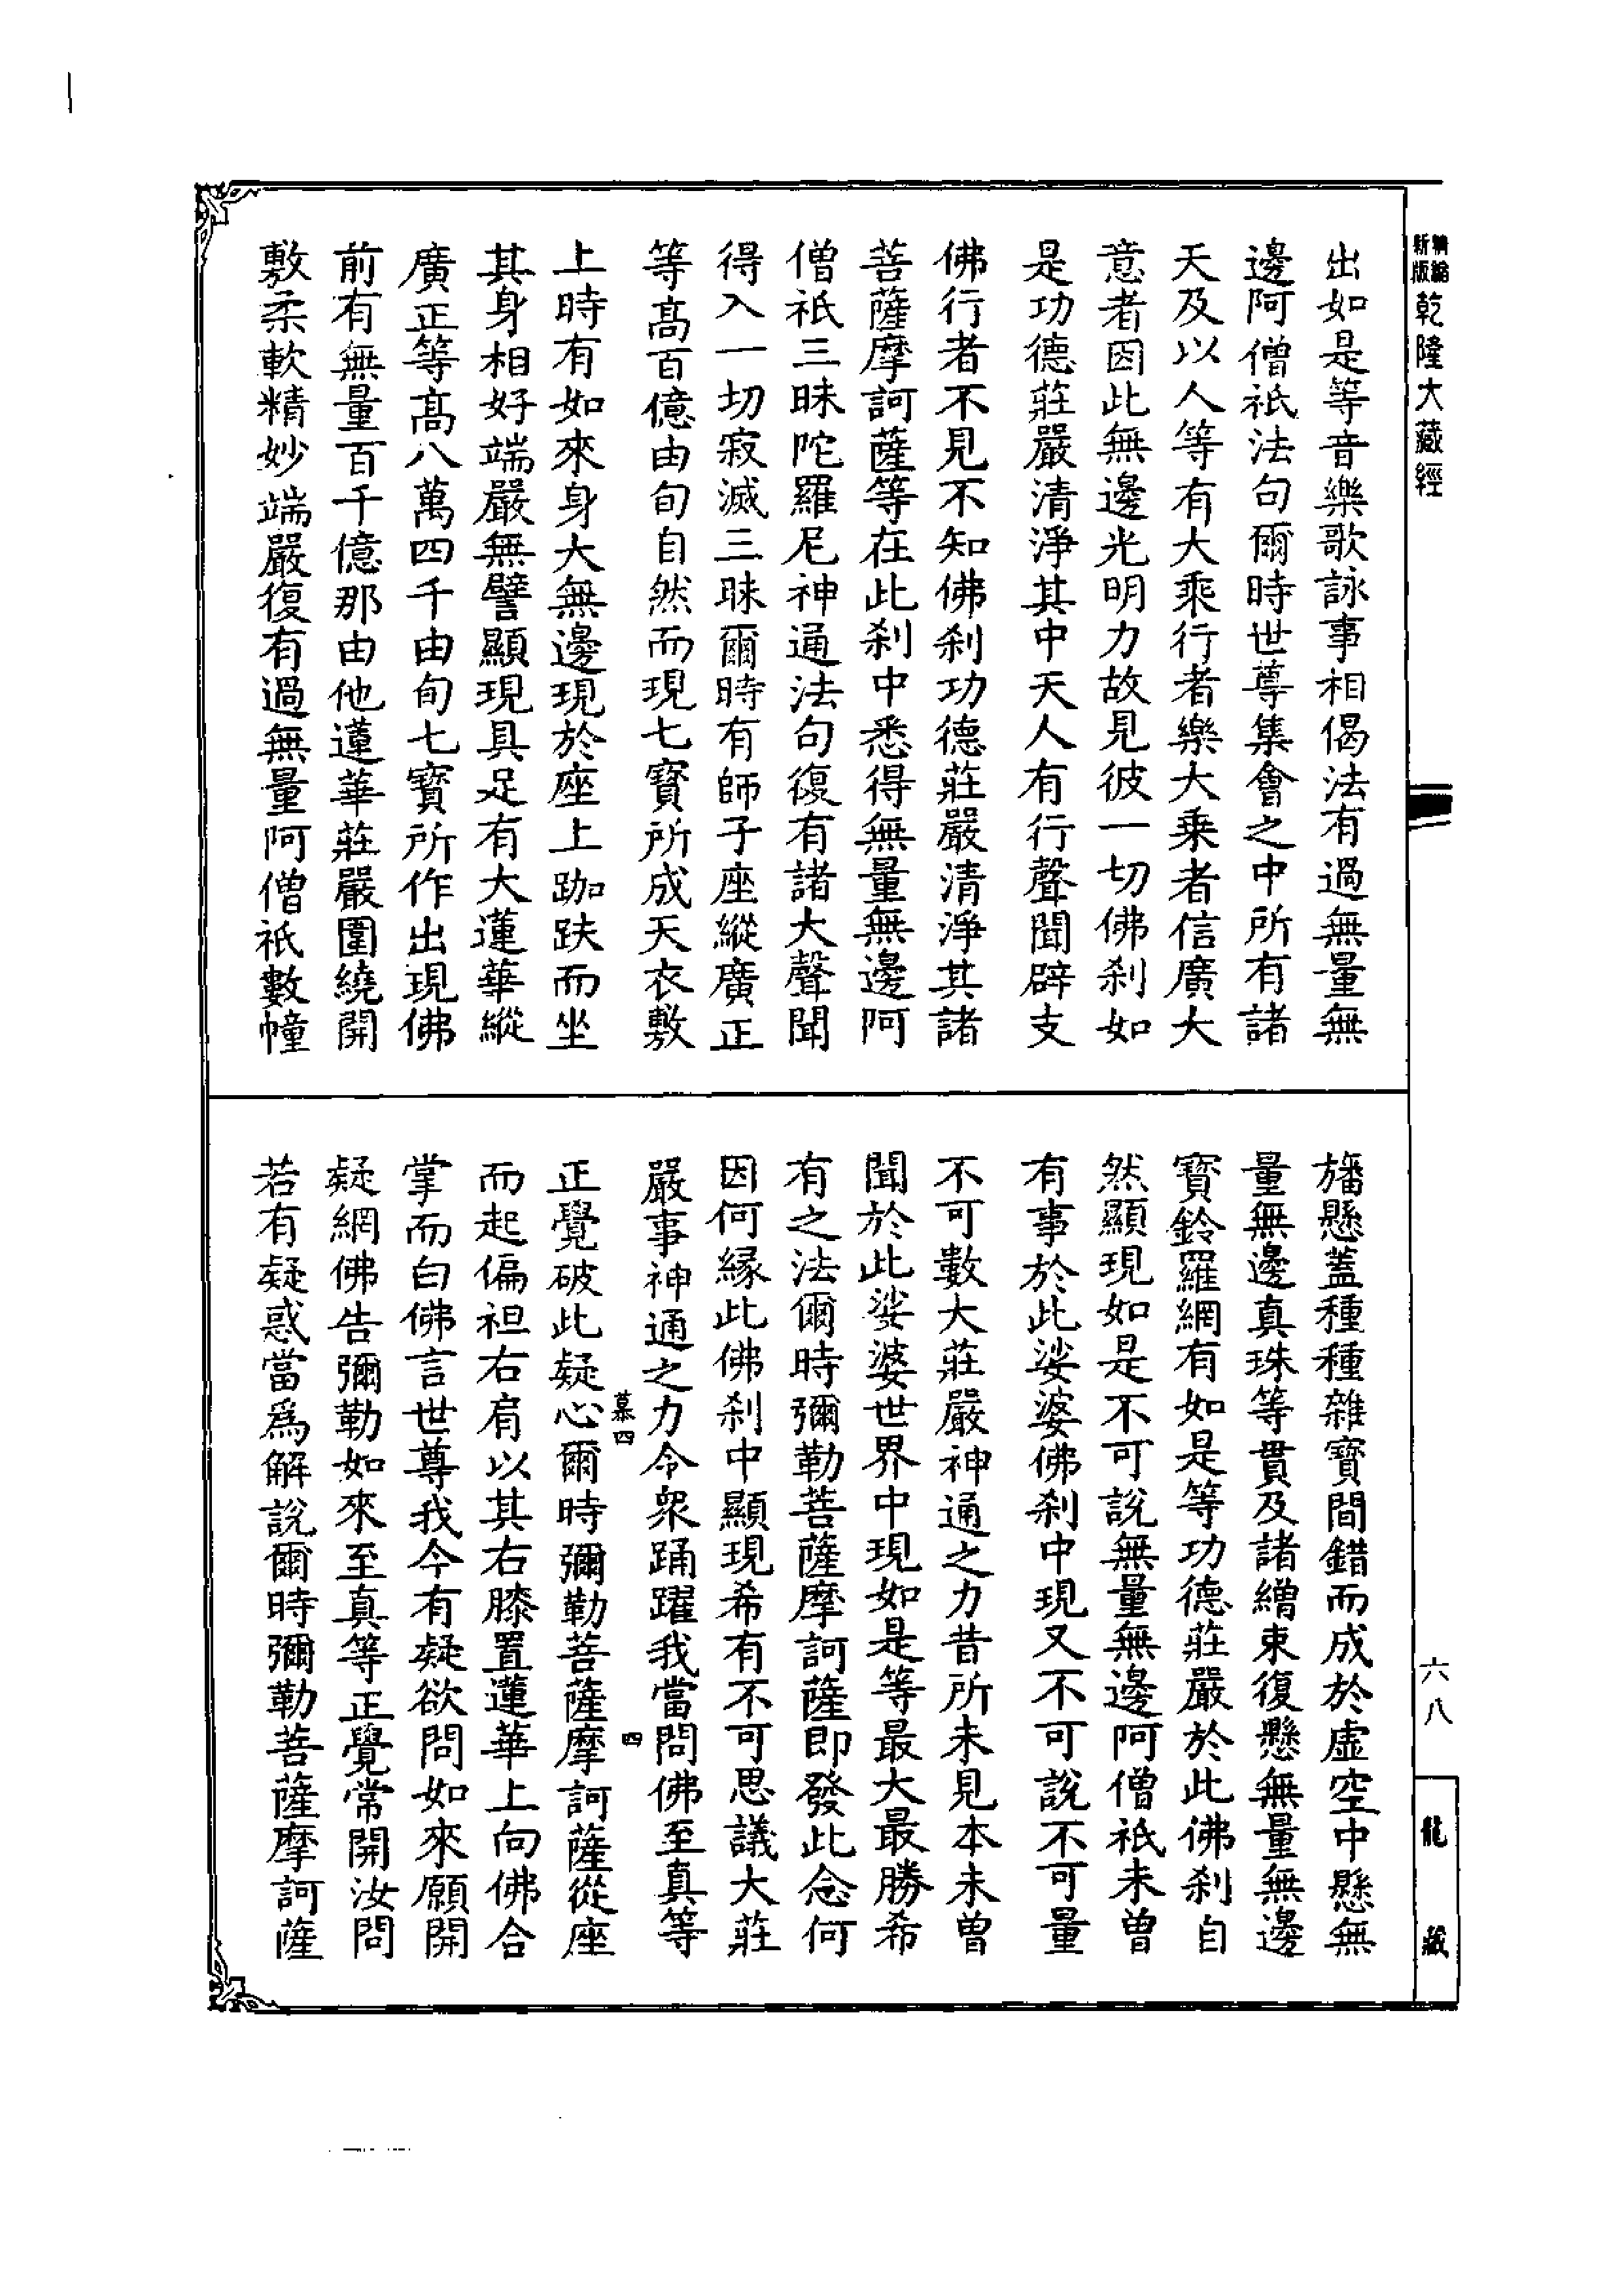 精縮
新版
乾隆大藏經
出如是等音樂歌詠事相偈法有過無量無
邊阿僧祇法句爾時世尊集會之中所有諸
天及以人等有大乘行者樂大乘者信廣大
意者因此無邊光明力故見彼一切佛刹如
是功德莊嚴清淨其中天人有行聲聞辟支
佛行者不見不知佛刹功德莊嚴清淨其諸
菩薩摩訶薩等在此刹中悉得無量無邊阿
僧祇三昧陀羅尼神通法句復有諸大聲聞
得入一切寂滅三昧爾時有師子座縱廣正
等高百億由旬自然而現七寶所成天衣敷
上時有如來身大無邊現於座上跏趺而坐
其身相好端嚴無譬顯現具足有大蓮華縱
廣正等高八萬四千由旬七寶所作出現佛
前有無量百千億那由他蓮華莊嚴圍繞開
敷柔軟精妙端嚴復有過無量阿僧祇數幢
旛懸蓋種種雜寶間錯而成於虛空中懸無
量無邊真珠等貫及諸繒束復懸無量無邊
寶鈴羅網有如是等功德莊嚴於此佛刹自
然顯現如是不可說無量無邊阿僧祇未曾
有事於此娑婆佛刹中現又不可說不可量
不可數大莊嚴神通之力昔所未見本未曾
聞於此娑婆世界中現如是等最大最勝希
有之法爾時彌勒菩薩摩訶薩即發此念何
因何緣此佛刹中顯現希有不可思議大莊
嚴事神通之力令衆踊躍我當問佛至真等
慕四
四
正覺破此疑心爾時彌勒菩薩摩訶薩從座
而起偏袒右肩以其右膝置蓮華上向佛合
掌而白佛言世尊我今有疑欲問如來願開
疑網佛告彌勒如來至真等正覺常開汝問
若有疑惑當爲解說爾時彌勒菩薩摩訶薩
六八
龍藏